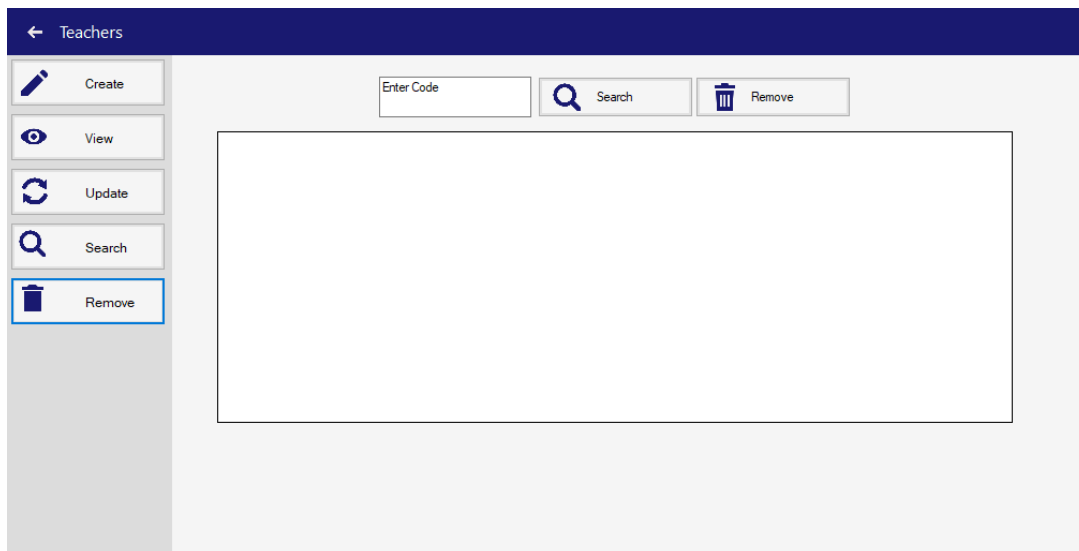 Teachers
Create
View
Update
Search
Remove
Enter Code
Search
Remove